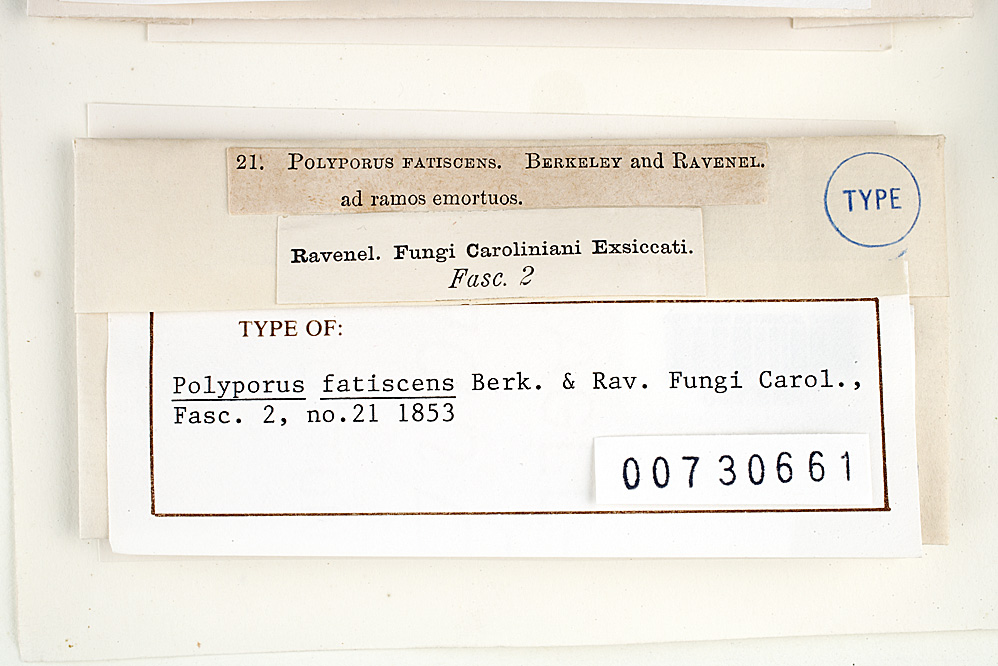 21. Polyporus fatiscens. Berkeley and Ravenel.
ad ramos emortuos.
TYPE
Ravenel. Fungi Caroliniani Exsiccati.
Fasc. 2
TYPE OF:
Polyporus fatiscens Berk. & Rav. Fungi Carol.,
Fasc. 2, no.21 1853
00730661